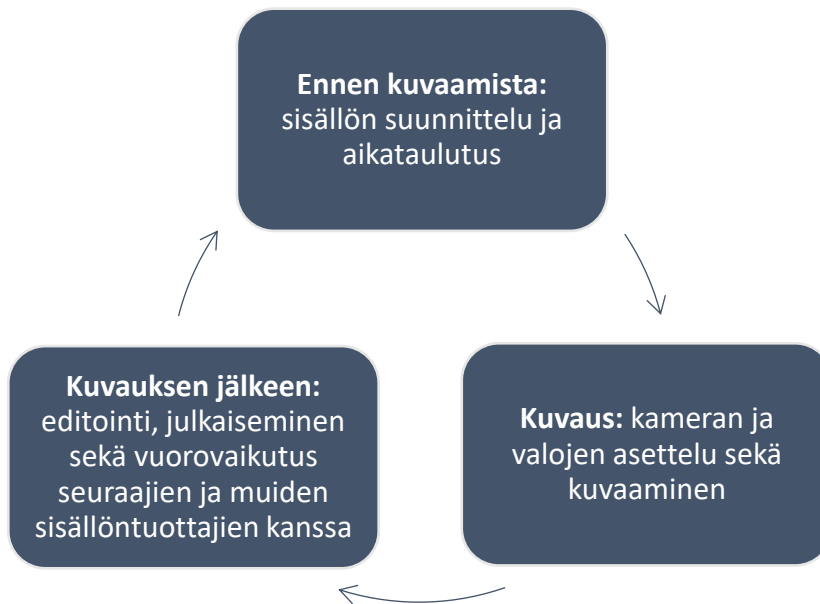 Ennen kuvaamista:
sisällön suunnittelu ja
aikataulutus
Kuvaus: kameran ja
valojen asettelu sekä
kuvaaminen
Kuvauksen jälkeen:
editointi, julkaiseminen
sekä vuorovaikutus
seuraajien ja muiden
sisällöntuottajien kanssa